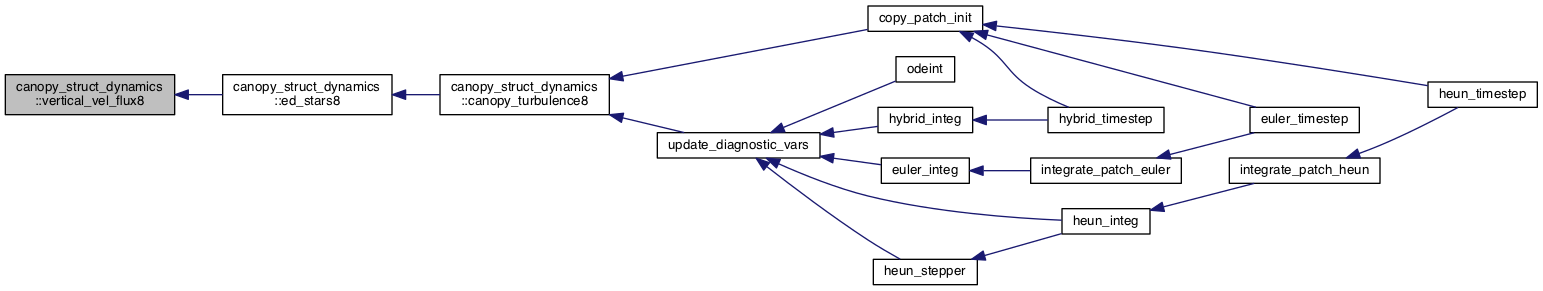 canopy_struct_dynamics
::vertical_vel_flux8
canopy_struct_dynamics
::ed_stars8
canopy_struct_dynamics
::canopy_turbulence8
copy_patch_init
odeint
hybrid_integ
update_diagnostic_vars
euler_integ
heun_stepper
hybrid_timestep
integrate_patch_euler
heun_integ
euler_timestep
integrate_patch_heun
heun_timestep